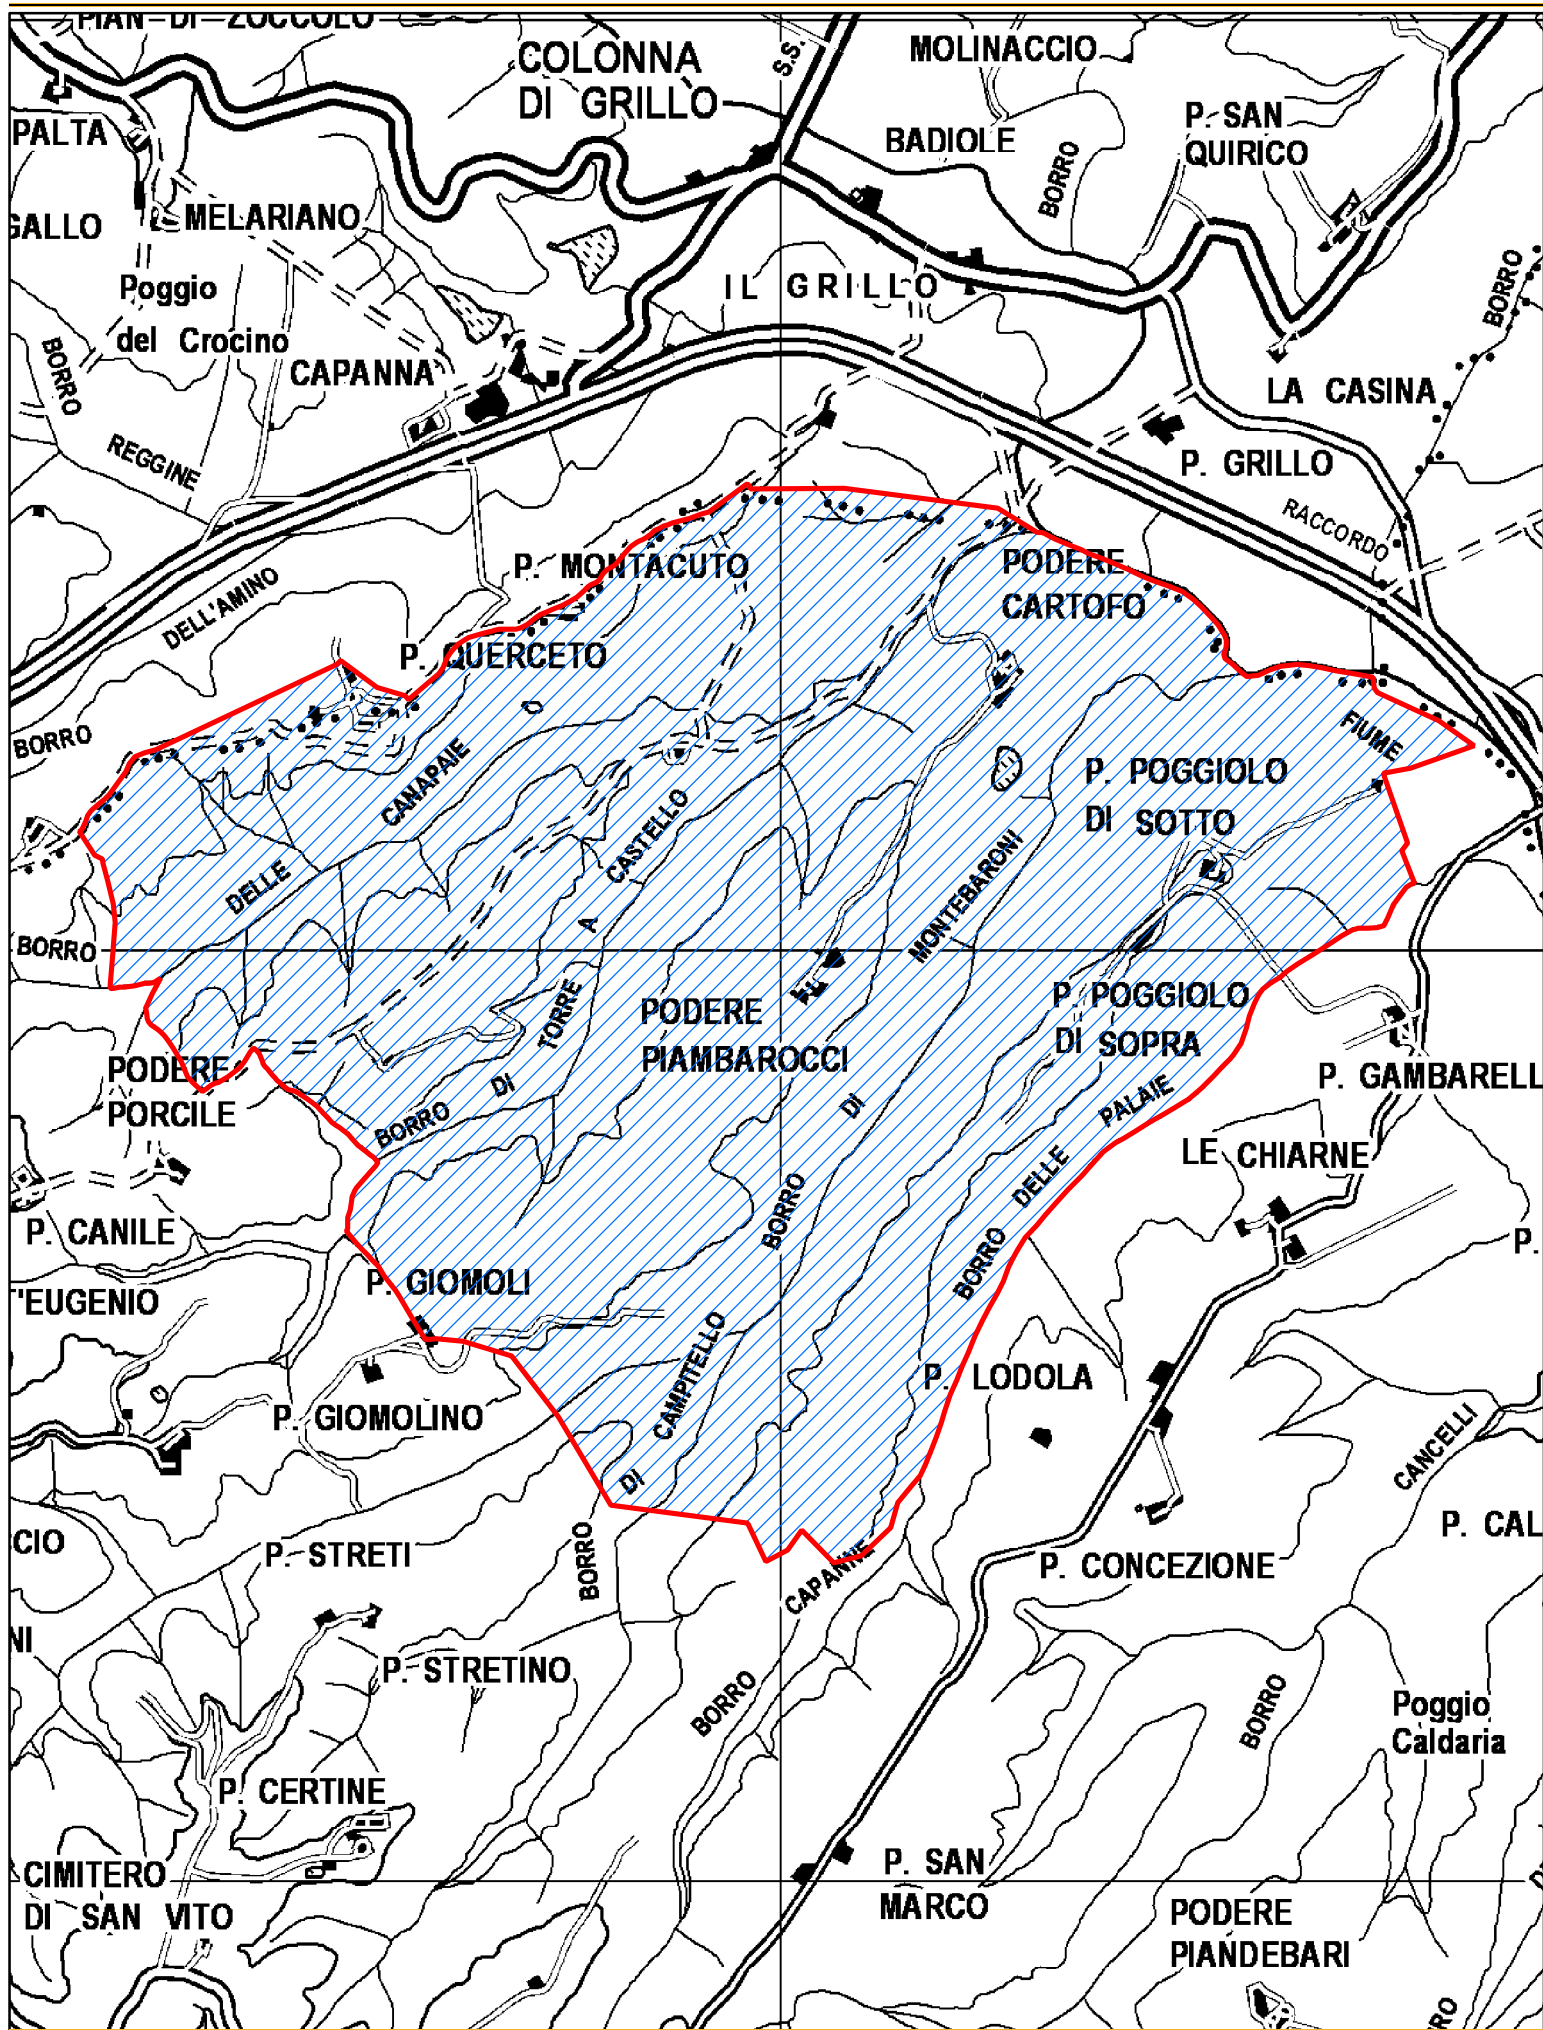 PIAN DI ZOCCOLO
COLONNA
DI GRILLO
S.S.
MOLINACCIO
PALTA
BADIOLE
BORRO
P. SAN
QUIRICO
GALLO
MELARIANO
Poggio
del Crocino
IL GRILLO
BORRO
BORRO
CAPANNA
LA CASINA
REGGINE
P. GRILLO
RACCORDO
DELL'AMINO
P. MONTACUTO
PODERE
CARTOFO
P. QUERCETO
BORRO
FIUME
CANAPAIE
P. POGGIOLO
DI SOTTO
CASTELLO
DELLE
MONTEBARONI
A
BORRO
TORRE
PODERE
PIAMBAROCCI
P. POGGIOLO
DI SOPRA
PODERE
PORCILE
DI
BORRO
DI
PALAIE
P. GAMBARELL
LE CHIARNE
DELLE
BORRO
P. CANILE
BORRO
P.
P. GIOMOLI
'EUGENIO
CAMPITELLO
P. LODOLA
P. GIOMOLINO
CANCELLI
DI
CIO
P. STRETI
BORRO
CAPANNE
P. CONCEZIONE
P. CAL
NI
P. STRETINO
BORRO
BORRO
Poggio
Caldaria
P. CERTINE
CIMITERO
DI SAN VITO
P. SAN
MARCO
PODERE
PIANDEBARI
RO